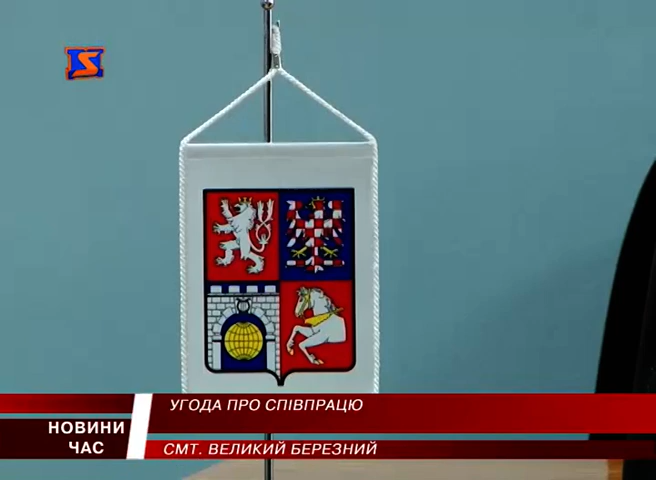 S
УГОДА ПРО СПІВПРАЦЮ
НОВИНИ
ЧАС
СМТ. ВЕЛИКИЙ БЕРЕЗНИЙ